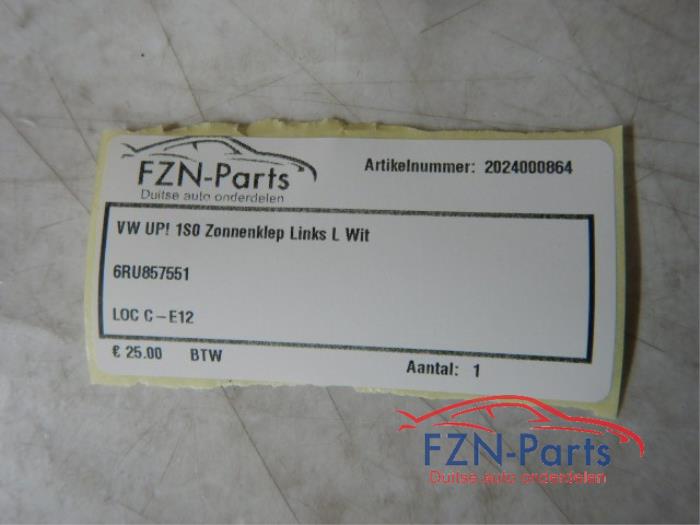 FZN-Parts
Duitse auto onderdelen
Artikelnummer: 2024000864
VW UP! 1S0 Zonnenklep Links L Wit
6RU857551
LOC C-E12
€ 25.00 BTW
Aantal: 1
FZN-Parts
Duitse auto onderdelen